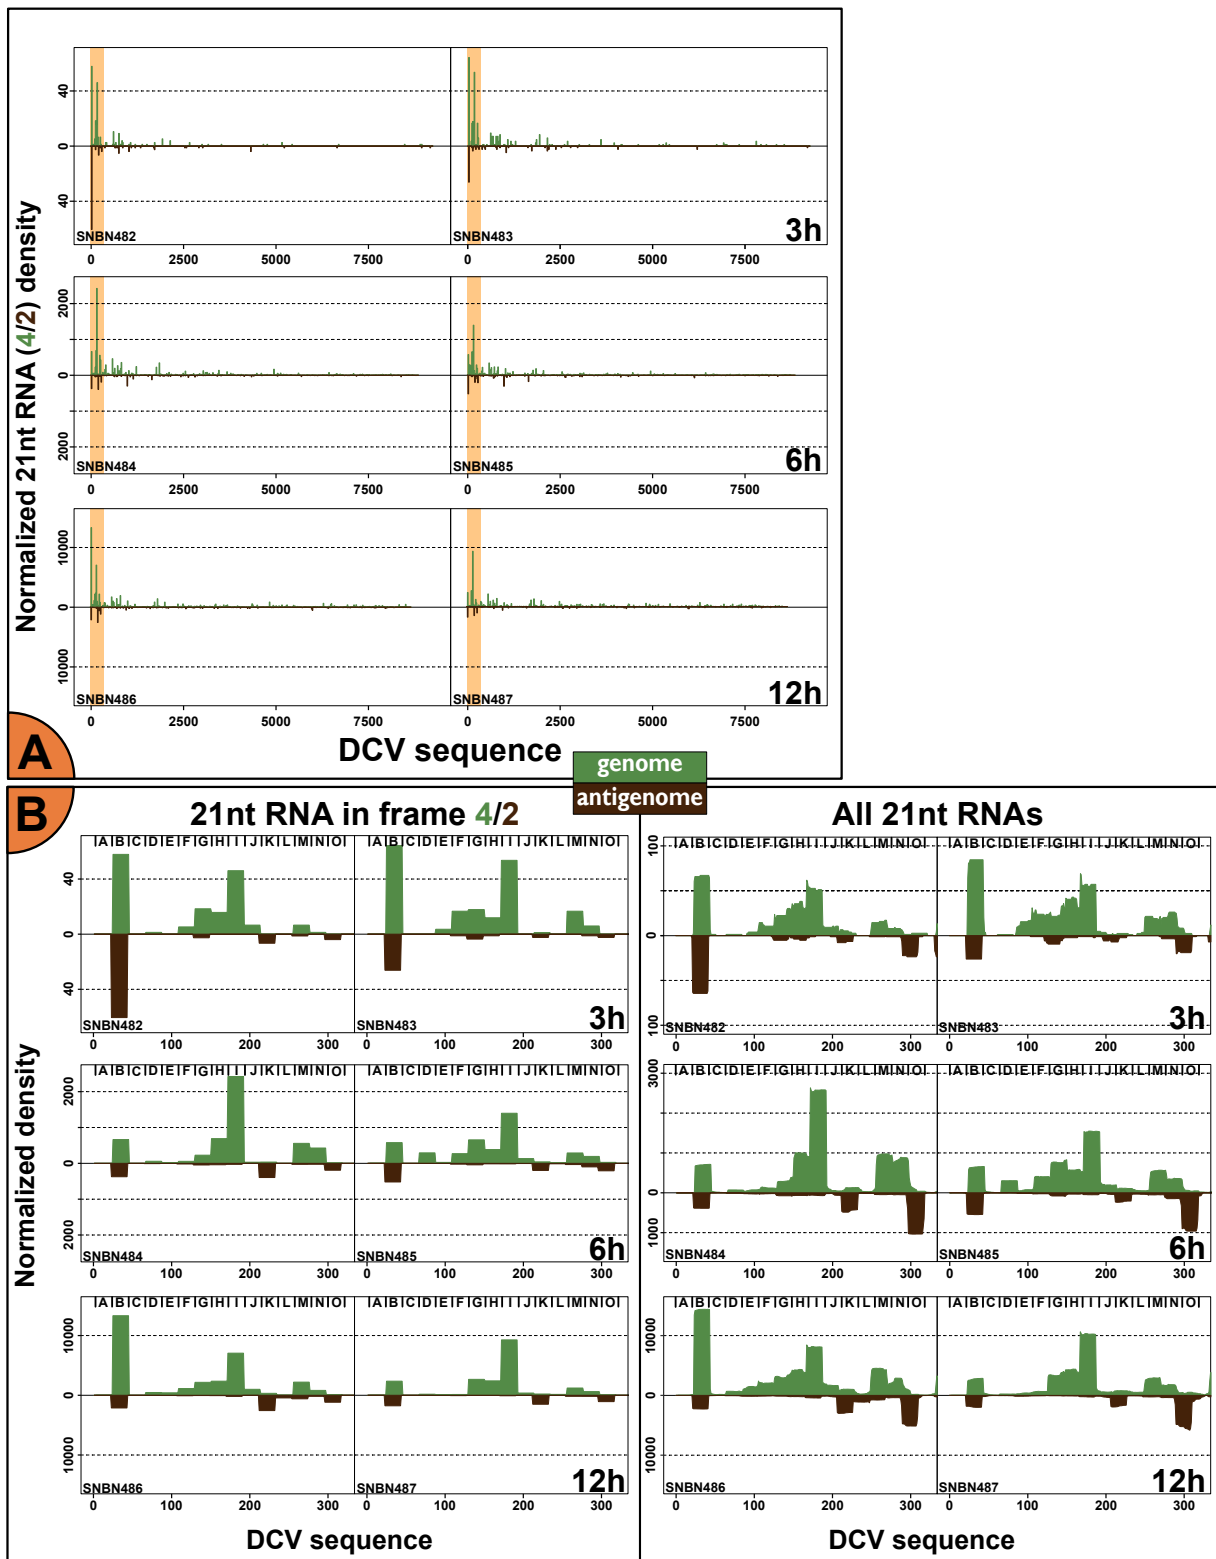 Normalized 21nt RNA (4/2) density
40
0
40
SNBN482
SNBN483
3h
0 2500 5000 7500 0 2500 5000 7500
2000
0
2000
SNBN484
SNBN485
6h
0 2500 5000 7500 0 2500 5000 7500
10000
0
10000
SNBN486
SNBN487
12h
0 2500 5000 7500 0 2500 5000 7500
A
DCV sequence
genome
antigenome
B
21nt RNA in frame 4/2
All 21nt RNAs
Normalized density
|A|B|C|D|E|F|G|H|I|J|K|L|M|N|O| |A|B|C|D|E|F|G|H|I|J|K|L|M|N|O|
40
0
40
SNBN482
SNBN483
3h
0 100 200 300 0 100 200 300
|A|B|C|D|E|F|G|H|I|J|K|L|M|N|O| |A|B|C|D|E|F|G|H|I|J|K|L|M|N|O|
2000
0
2000
SNBN484
SNBN485
6h
0 100 200 300 0 100 200 300
|A|B|C|D|E|F|G|H|I|J|K|L|M|N|O| |A|B|C|D|E|F|G|H|I|J|K|L|M|N|O|
10000
0
10000
SNBN486
SNBN487
12h
0 100 200 300 0 100 200 300
DCV sequence
|A|B|C|D|E|F|G|H|I|J|K|L|M|N|O| |A|B|C|D|E|F|G|H|I|J|K|L|M|N|O|
100
0
100
SNBN482
SNBN483
3h
0 100 200 300 0 100 200 300
|A|B|C|D|E|F|G|H|I|J|K|L|M|N|O| |A|B|C|D|E|F|G|H|I|J|K|L|M|N|O|
3000
0
1000
SNBN484
SNBN485
6h
0 100 200 300 0 100 200 300
|A|B|C|D|E|F|G|H|I|J|K|L|M|N|O| |A|B|C|D|E|F|G|H|I|J|K|L|M|N|O|
10000
0
10000
SNBN486
SNBN487
12h
0 100 200 300 0 100 200 300
DCV sequence